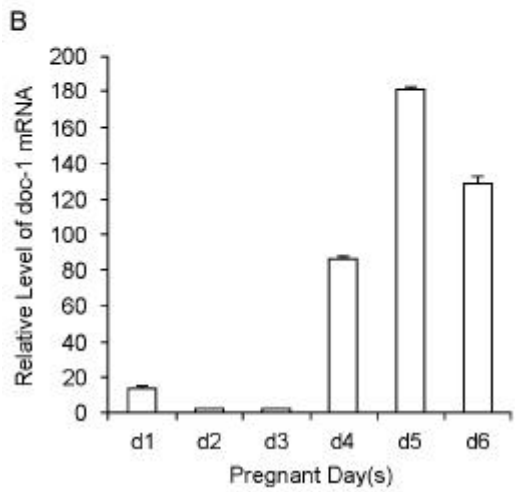 B
Relative Level of doc-1 mRNA
200
180
160
140
120
100
80
60
40
20
0
d1 d2 d3 d4 d5 d6
Pregnant Day(s)